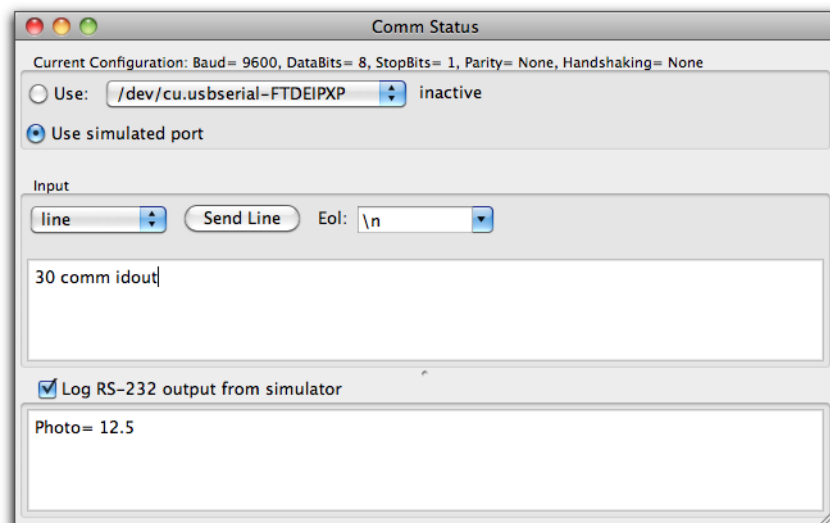 Comm Status
Current Configuration: Baud= 9600, DataBits= 8, StopBits= 1, Parity= None, Handshaking= None
Use: /dev/cu.usbserial-FTDEIPXP inactive
Use simulated port
Input
line Send Line Eol: \n
30 comm idout
Log RS-232 output from simulator
Photo= 12.5